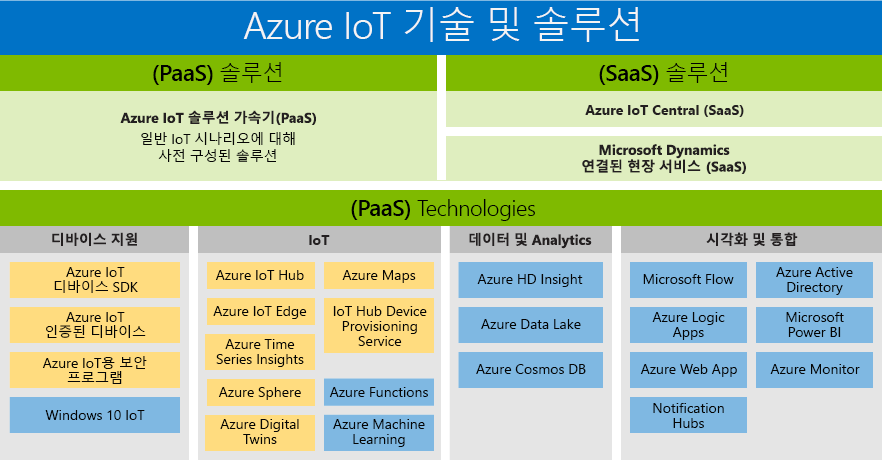 Azure IoT 기술 및 솔루션
(PaaS) 솔루션
Azure IoT 솔루션 가속기(PaaS)
일반 IoT 시나리오에 대해
사전 구성된 솔루션
(SaaS) 솔루션
Azure IoT Central (SaaS)
Microsoft Dynamics
연결된 현장 서비스 (SaaS)
(PaaS) Technologies
디바이스 지원
Azure IoT
디바이스 SDK
Azure IoT
인증된 디바이스
Azure IoT용 보안
프로그램
Windows 10 IoT
IoT
Azure IoT Hub
Azure IoT Edge
Azure Time
Series Insights
Azure Sphere
Azure Digital
Twins
Azure Maps
IoT Hub Device
Provisioning
Service
Azure Functions
Azure Machine
Learning
데이터 및 Analytics
Azure HD Insight
Azure Data Lake
Azure Cosmos DB
시각화 및 통합
Microsoft Flow
Azure Logic
Apps
Azure Web App
Notification
Hubs
Azure Active
Directory
Microsoft
Power BI
Azure Monitor